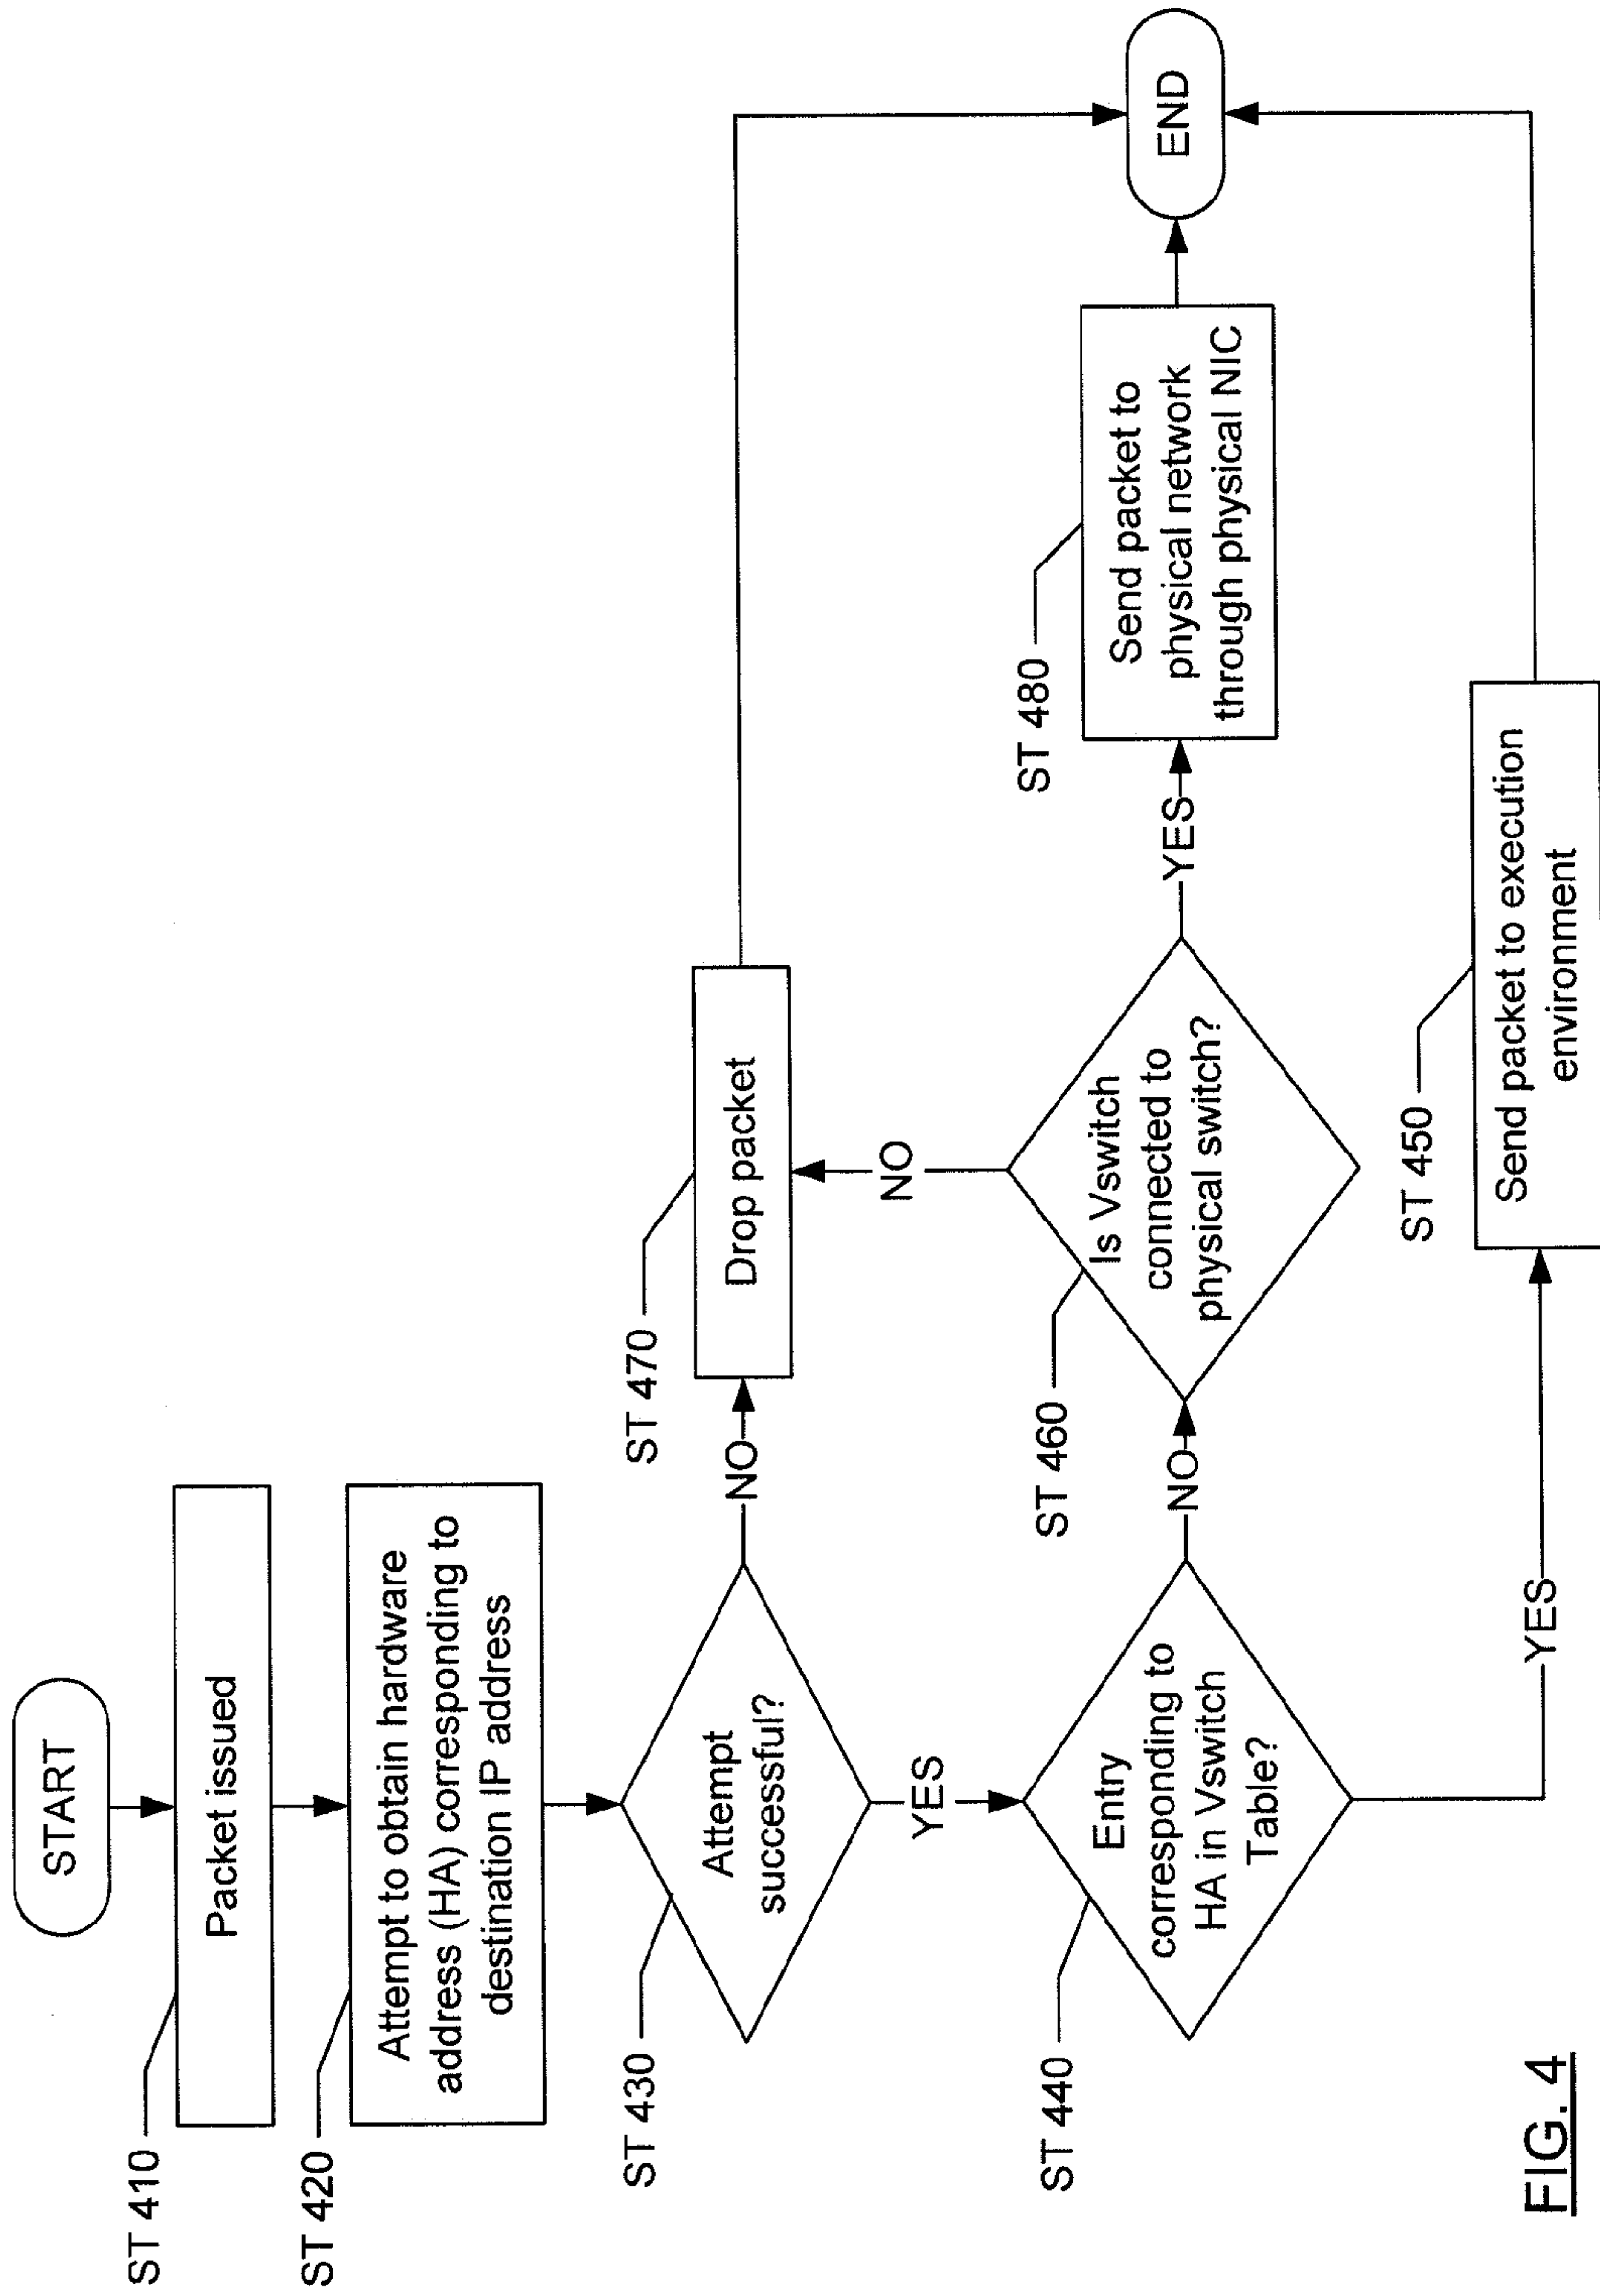 START
ST 410
Packet issued
ST 420
Attempt to obtain hardware
address (HA) corresponding to
destination IP address
ST 430
Attempt
successful?
NO
ST 470
Drop packet
YES
ST 440
Entry
corresponding to
HA in Vswitch
Table?
NO
ST 460
Is Vswitch
connected to
physical switch?
NO
YES
ST 480
Send packet to
physical network
through physical NIC
END
YES
ST 450
Send packet to execution
environment
FIG. 4